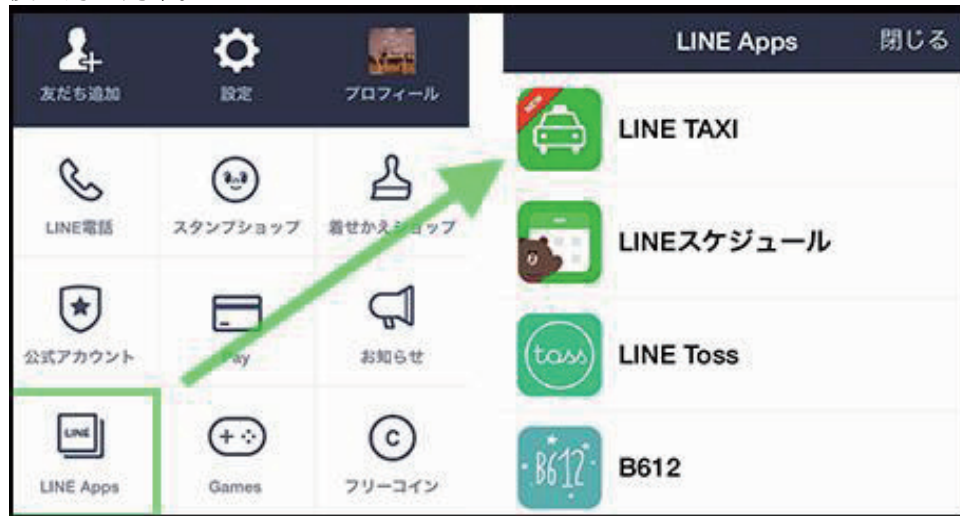 友だち追加
設定
プロフィール
LINE電話
スタンプショップ
着せかえショップ
公式アカウント
Pay
お知らせ
LINE
LINE Apps
Games
C
フリーコイン
LINE Apps
閉じる
NEW
LINE TAXI
LINEスケジュール
toss
LINE Toss
B612
B612